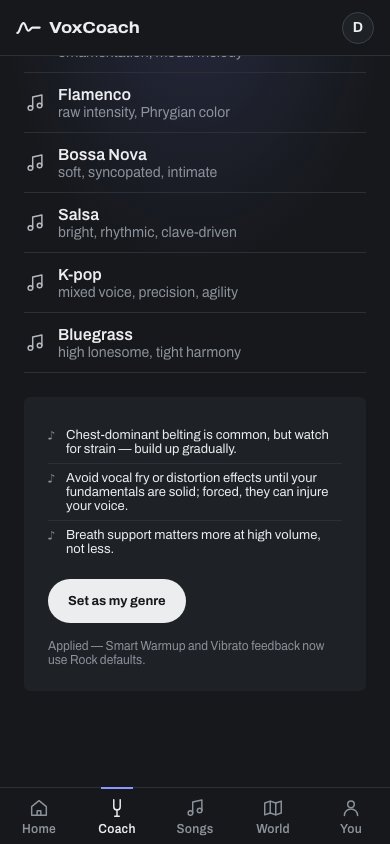 VoxCoach
D
ornamentation, modal melody
Flamenco
raw intensity, Phrygian color
Bossa Nova
soft, syncopated, intimate
Salsa
bright, rhythmic, clave-driven
K-pop
mixed voice, precision, agility
Bluegrass
high lonesome, tight harmony
Chest-dominant belting is common, but watch
for strain — build up gradually.
Avoid vocal fry or distortion effects until your
fundamentals are solid; forced, they can injure
your voice.
Breath support matters more at high volume,
not less.
Set as my genre
Applied — Smart Warmup and Vibrato feedback now
use Rock defaults.
Home
Coach
Songs
World
You